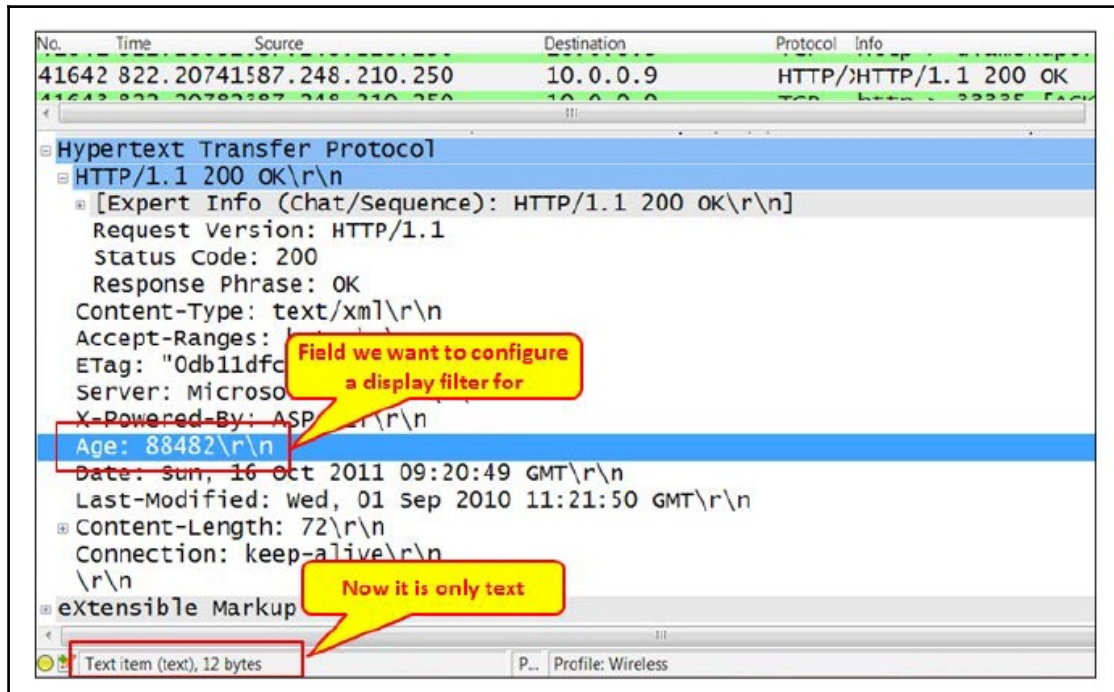 No. Time Source Destination Protocol Info
41642 822.20741587.248.210.250 10.0.0.9 HTTP/>HTTP/1.1 200 OK
Hypertext Transfer Protocol
HTTP/1.1 200 OK\r\n
[Expert Info (Chat/Sequence): HTTP/1.1 200 OK\r\n]
Request Version: HTTP/1.1
Status Code: 200
Response Phrase: OK
Content-Type: text/xml\r\n
Accept-Ranges:
Field we want to configure
a display filter for
ETag: "0db11dfc
Server: Microso
X-Powered-By: ASP \r\n
Age: 88482\r\n
Date: Sun, 16 Oct 2011 09:20:49 GMT\r\n
Last-Modified: Wed, 01 Sep 2010 11:21:50 GMT\r\n
Content-Length: 72\r\n
Connection: keep-alive\r\n
\r\n
Now it is only text
eXtensible Markup
Text item (text), 12 bytes P... Profile: Wireless